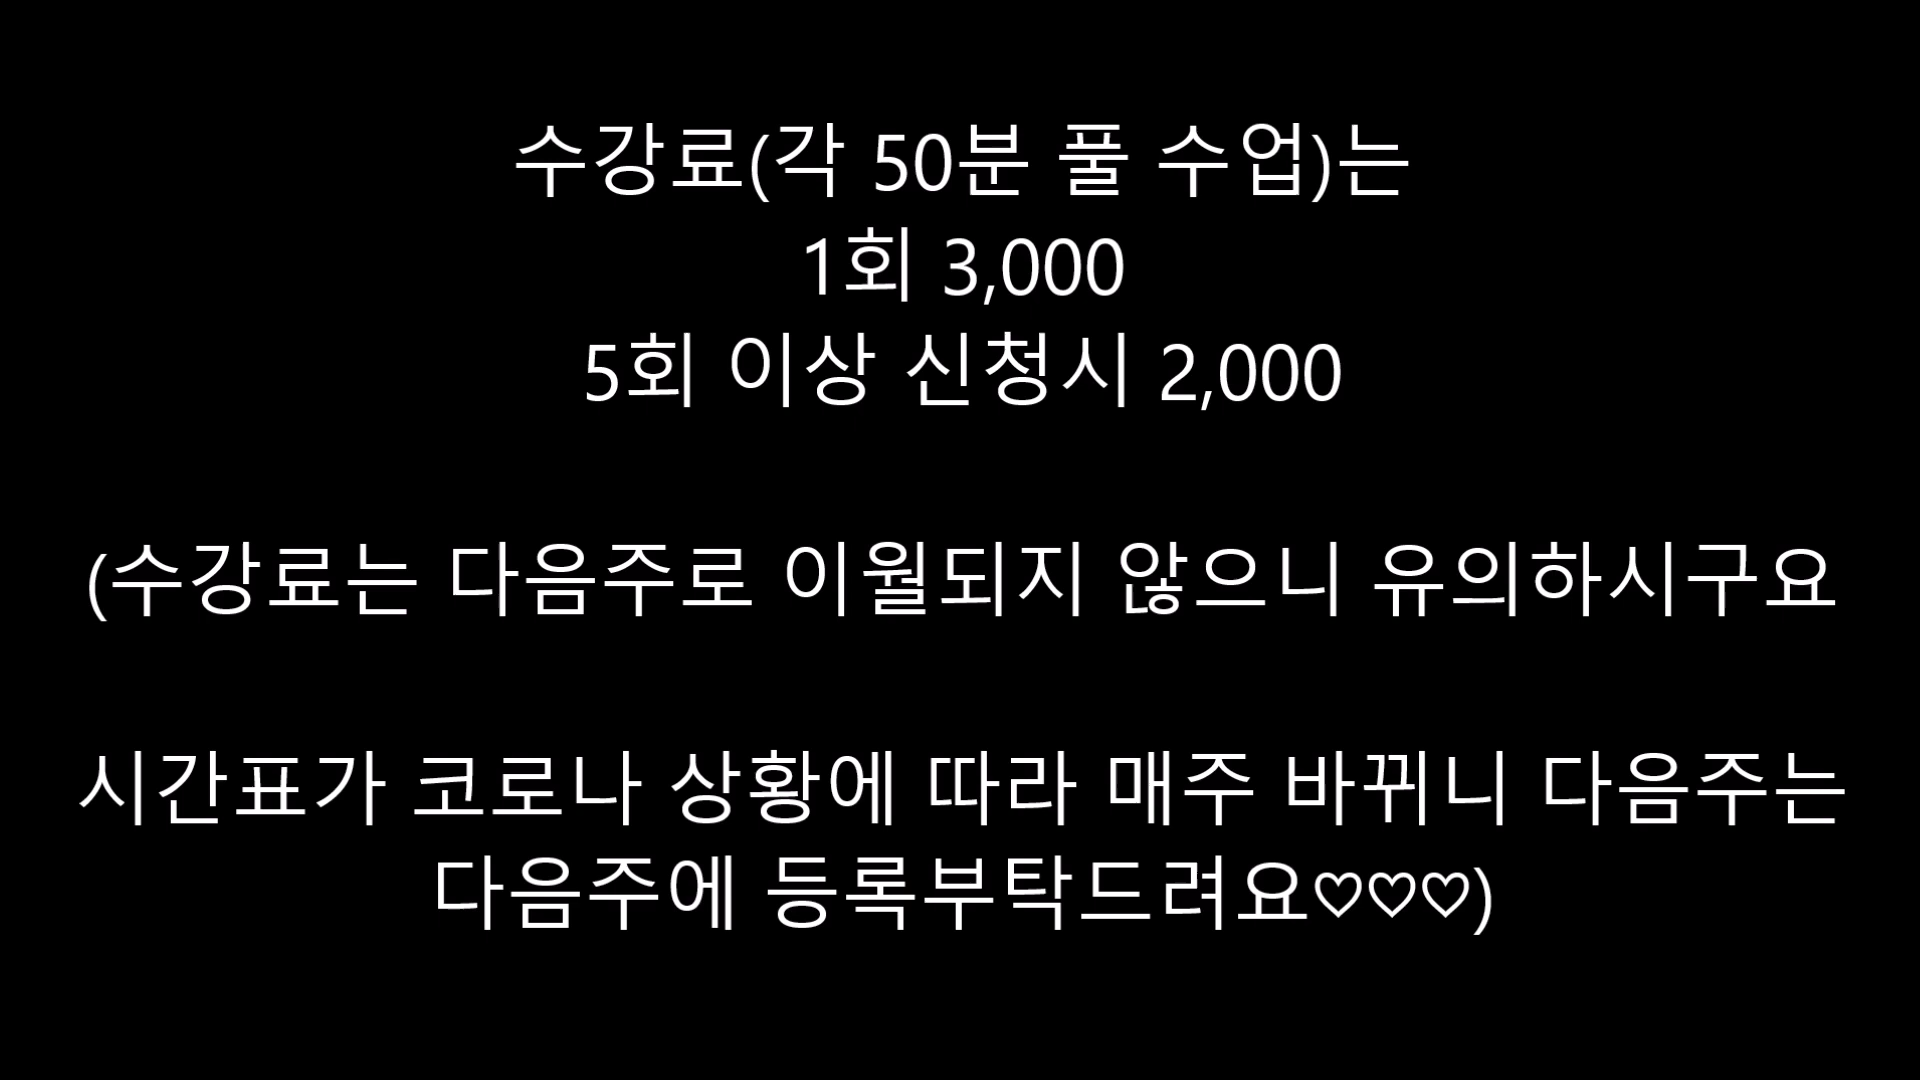 수강료(각 50분 풀 수업)는
1회 3,000
5회 이상 신청시 2,000
(수강료는 다음주로 이월되지 않으니 유의하시구요
시간표가 코로나 상황에 따라 매주 바뀌니 다음주는
다음주에 등록부탁드려요♡♡♡)